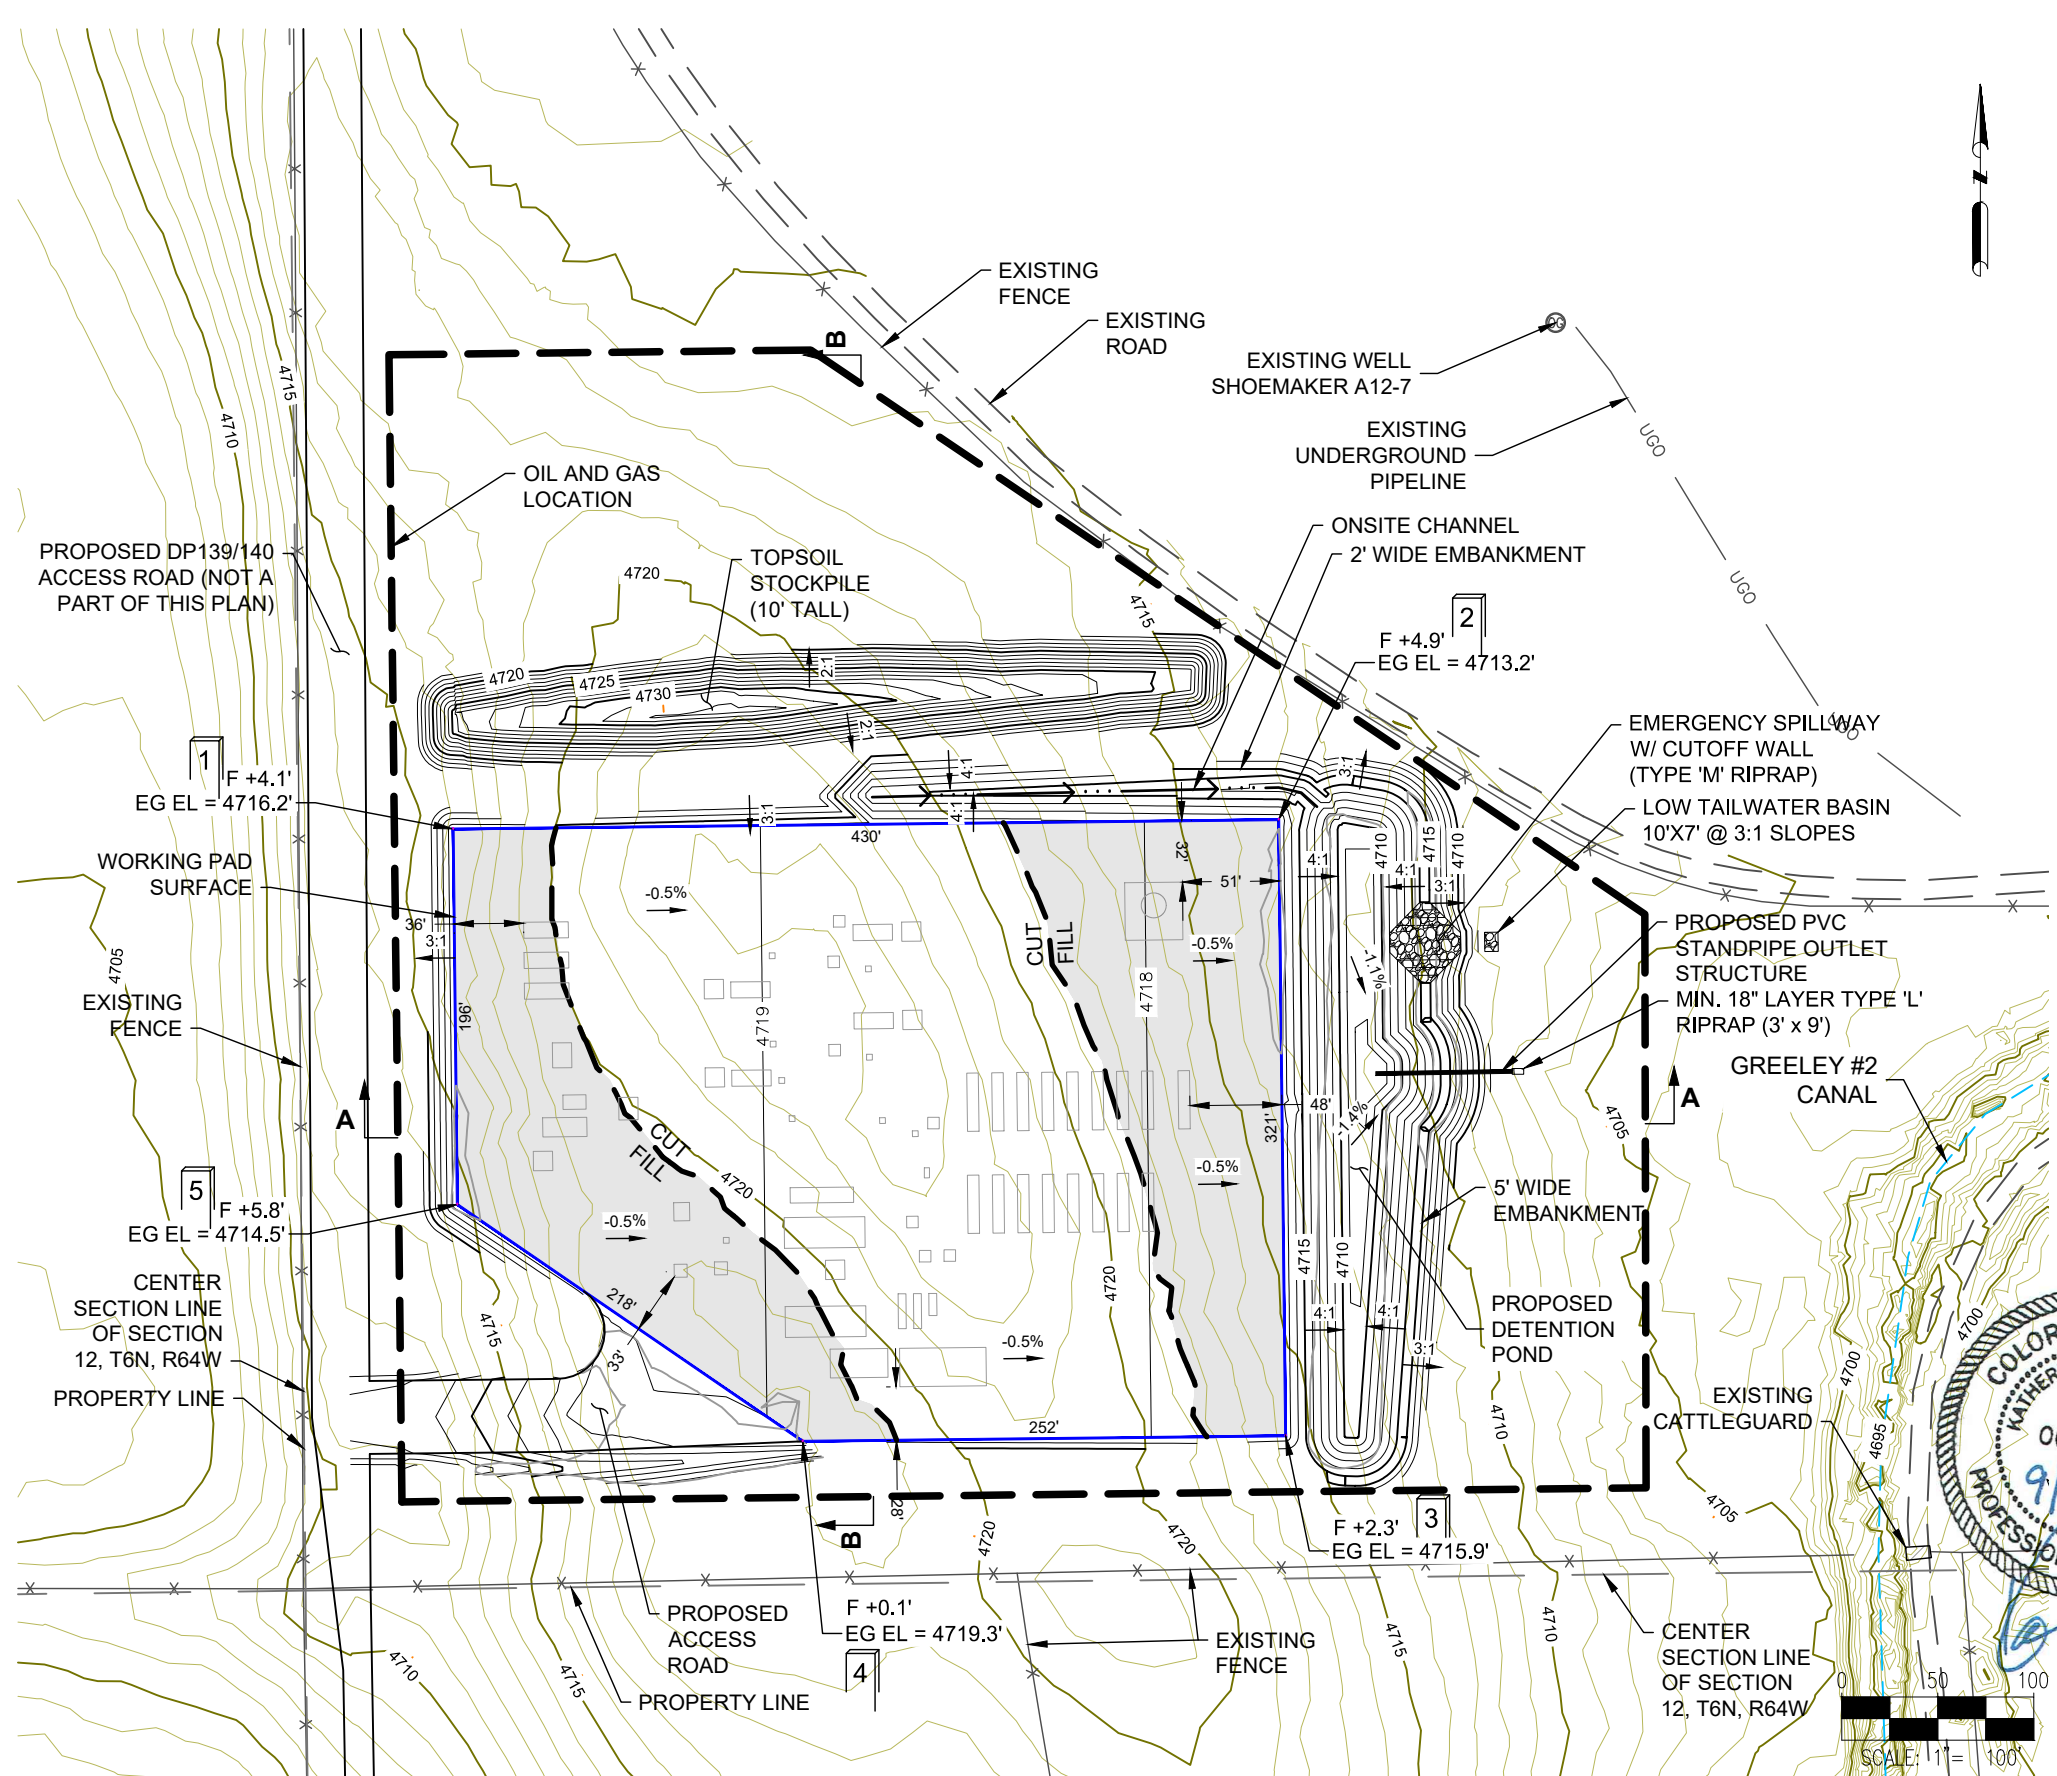 EXISTING
FENCE
EXISTING
ROAD
EXISTING WELL
SHOEMAKER A12-7
EXISTING
UNDERGROUND
PIPELINE
UGO
UGO
UGO
OG
B
4715
4710
OIL AND GAS
LOCATION
PROPOSED DP139/140
ACCESS ROAD (NOT A
PART OF THIS PLAN)
TOPSOIL
STOCKPILE
(10' TALL)
4720
ONSITE CHANNEL
2' WIDE EMBANKMENT
4715
2
F +4.9'
EG EL = 4713.2'
4720
4725
4730
2:1
2:1
1
F +4.1'
EG EL = 4716.2'
EMERGENCY SPILLWAY
W/ CUTOFF WALL
(TYPE 'M' RIPRAP)
LOW TAILWATER BASIN
10'X7' @ 3:1 SLOPES
3:1
4:1
4:1
3:1
430'
WORKING PAD
SURFACE
36'
3:1
-0.5%
32'
51'
4:1
4710
4715
4710
4:1
3:1
PROPOSED PVC
STANDPIPE OUTLET
STRUCTURE
MIN. 18" LAYER TYPE 'L'
RIPRAP (3' x 9')
GREELEY #2
CANAL
4705
EXISTING
FENCE
196'
4719
CUT
FILL
4718
-0.5%
-1.1%
A
48'
321'
-1.4%
A
4705
CUT
FILL
4720
-0.5%
5
F +5.8'
EG EL = 4714.5'
-0.5%
5' WIDE
EMBANKMENT
4715
4710
4720
CENTER
SECTION LINE
OF SECTION
12, T6N, R64W
PROPERTY LINE
4715
218'
33'
-0.5%
4:1
4:1
3:1
PROPOSED
DETENTION
POND
4700
4700
EXISTING
CATTLEGUARD
4710
4695
252'
28'
B
3
F +2.3'
EG EL = 4715.9'
4705
4720
4720
F +0.1'
EG EL = 4719.3'
4
PROPOSED
ACCESS
ROAD
PROPERTY LINE
4710
4715
EXISTING
FENCE
4715
4710
CENTER
SECTION LINE
OF SECTION
12, T6N, R64W
0 50 100
SCALE: 1"= 100'